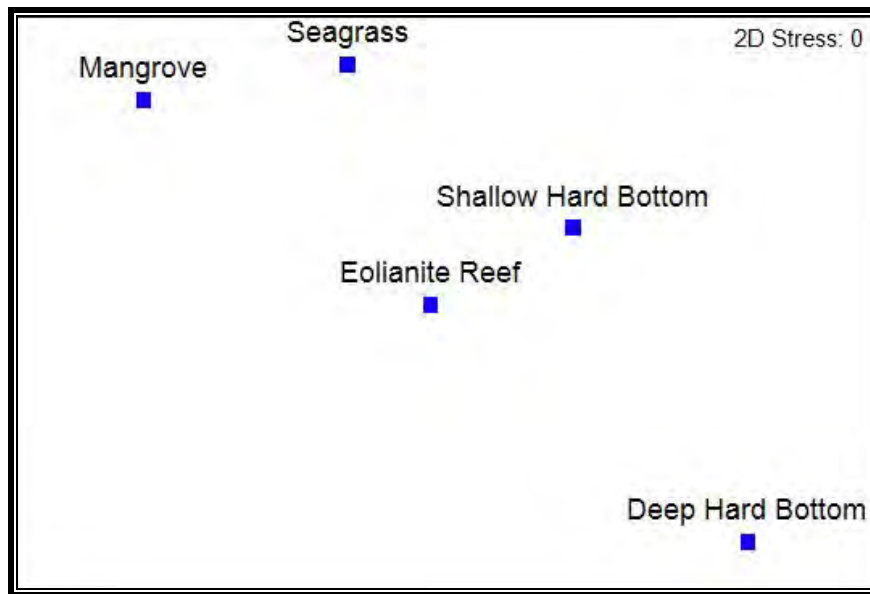 Seagrass
2D Stress: 0
Mangrove
Shallow Hard Bottom
Eolianite Reef
Deep Hard Bottom